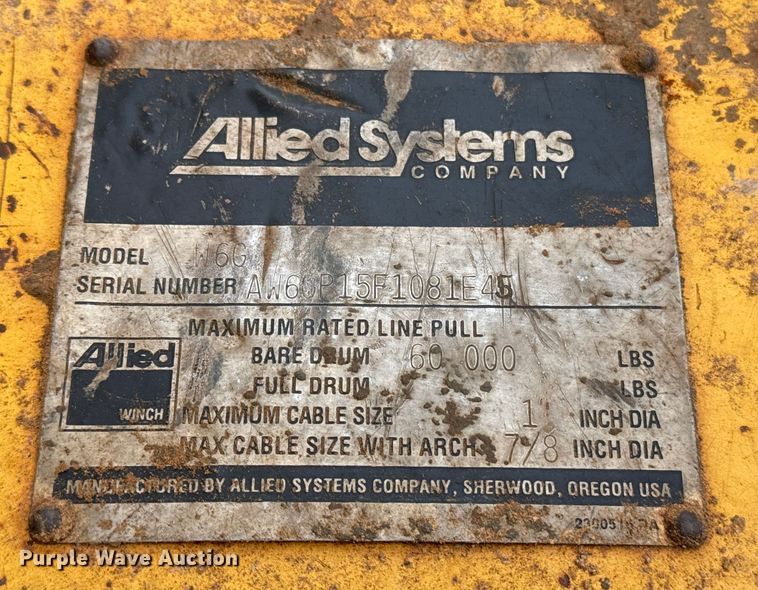 Allied Systems
COMPANY
MODEL W6G
SERIAL NUMBER
MAXIMUM RATED LINE PULL
BARE DRUM 60 000 LBS
FULL DRUM LBS
MAXIMUM CABLE SIZE 1 INCH DIA
MAX CABLE SIZE WITH ARCH 7/8 INCH DIA
Allied
WINCH
MANUFACTURED BY ALLIED SYSTEMS COMPANY, SHERWOOD, OREGON USA
Purple Wave Auction